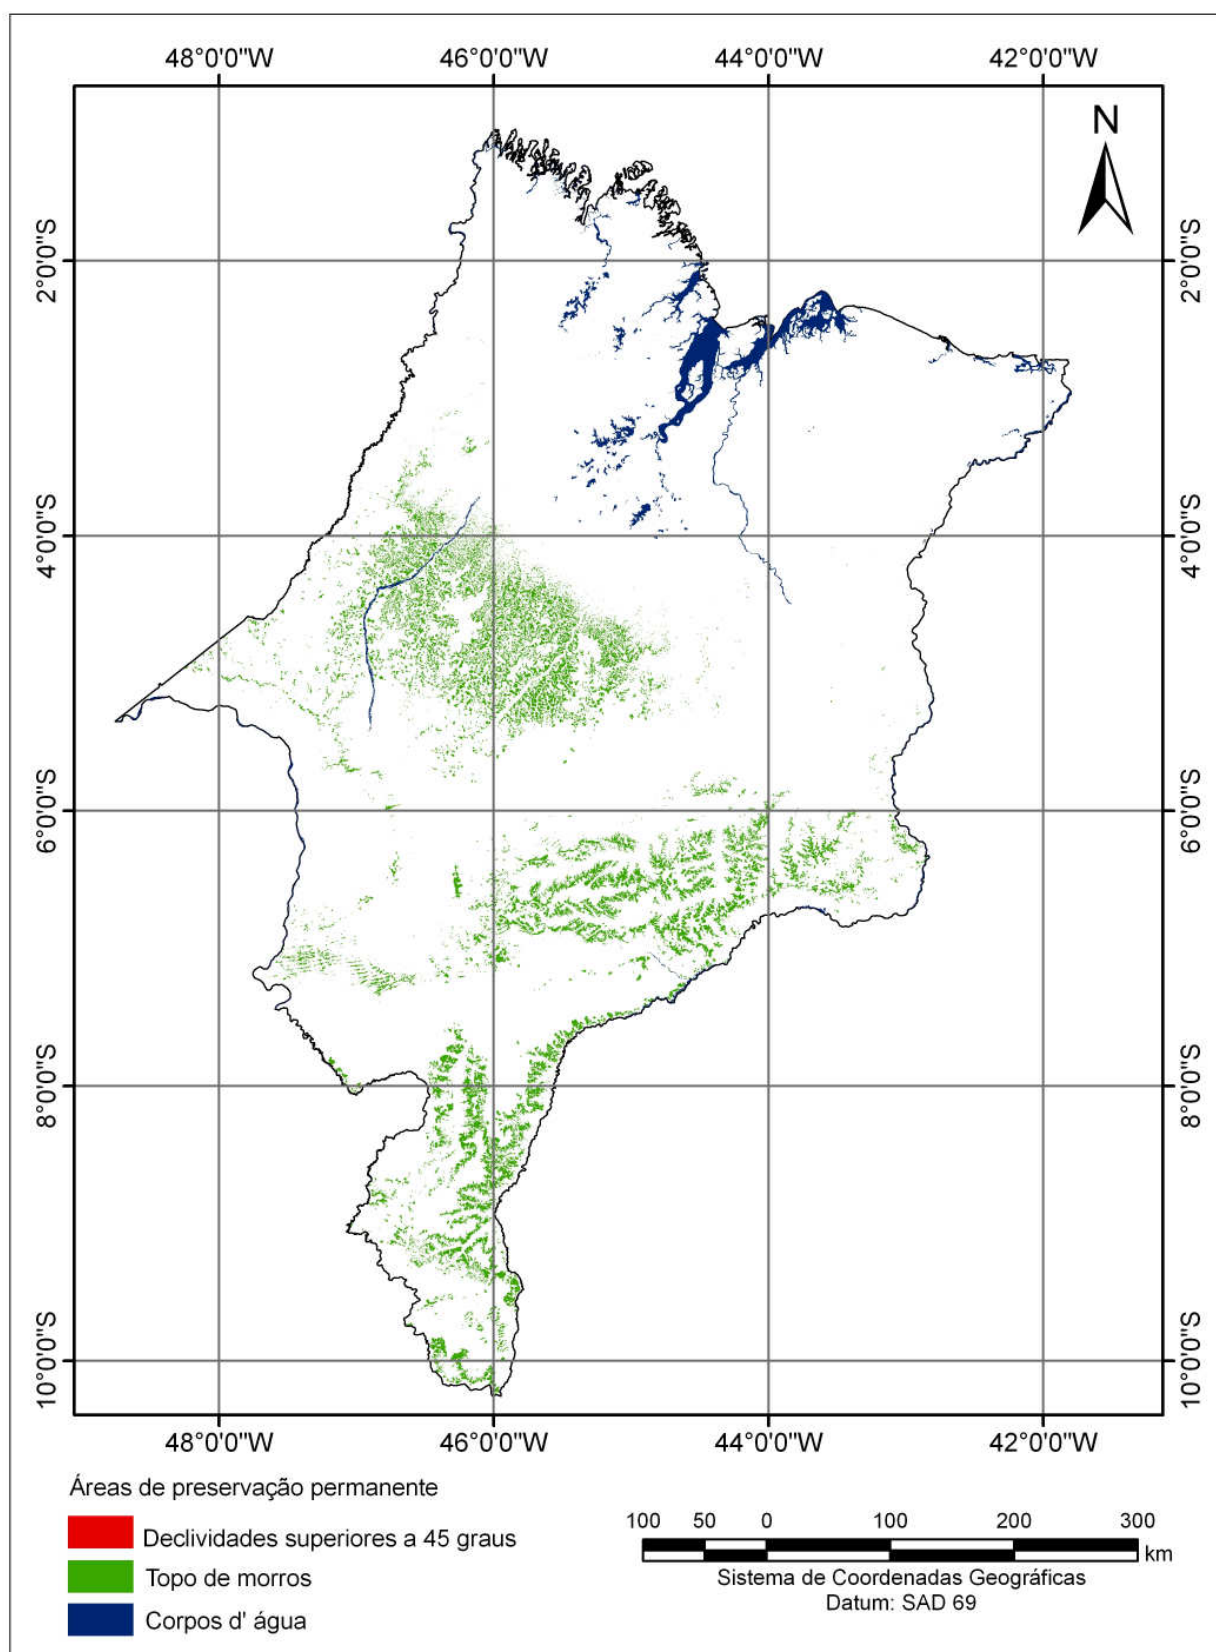 48°0'0"W 46°0'0"W 44°0'0"W 42°0'0"W
N
2°0'0"S 2°0'0"S
4°0'0"S 4°0'0"S
6°0'0"S 6°0'0"S
8°0'0"S 8°0'0"S
10°0'0"S 10°0'0"S
48°0'0"W 46°0'0"W 44°0'0"W 42°0'0"W
Áreas de preservação permanente
Declividades superiores a 45 graus
Topo de morros
Corpos d' água
100 50 0 100 200 300
km
Sistema de Coordenadas Geográficas
Datum: SAD 69